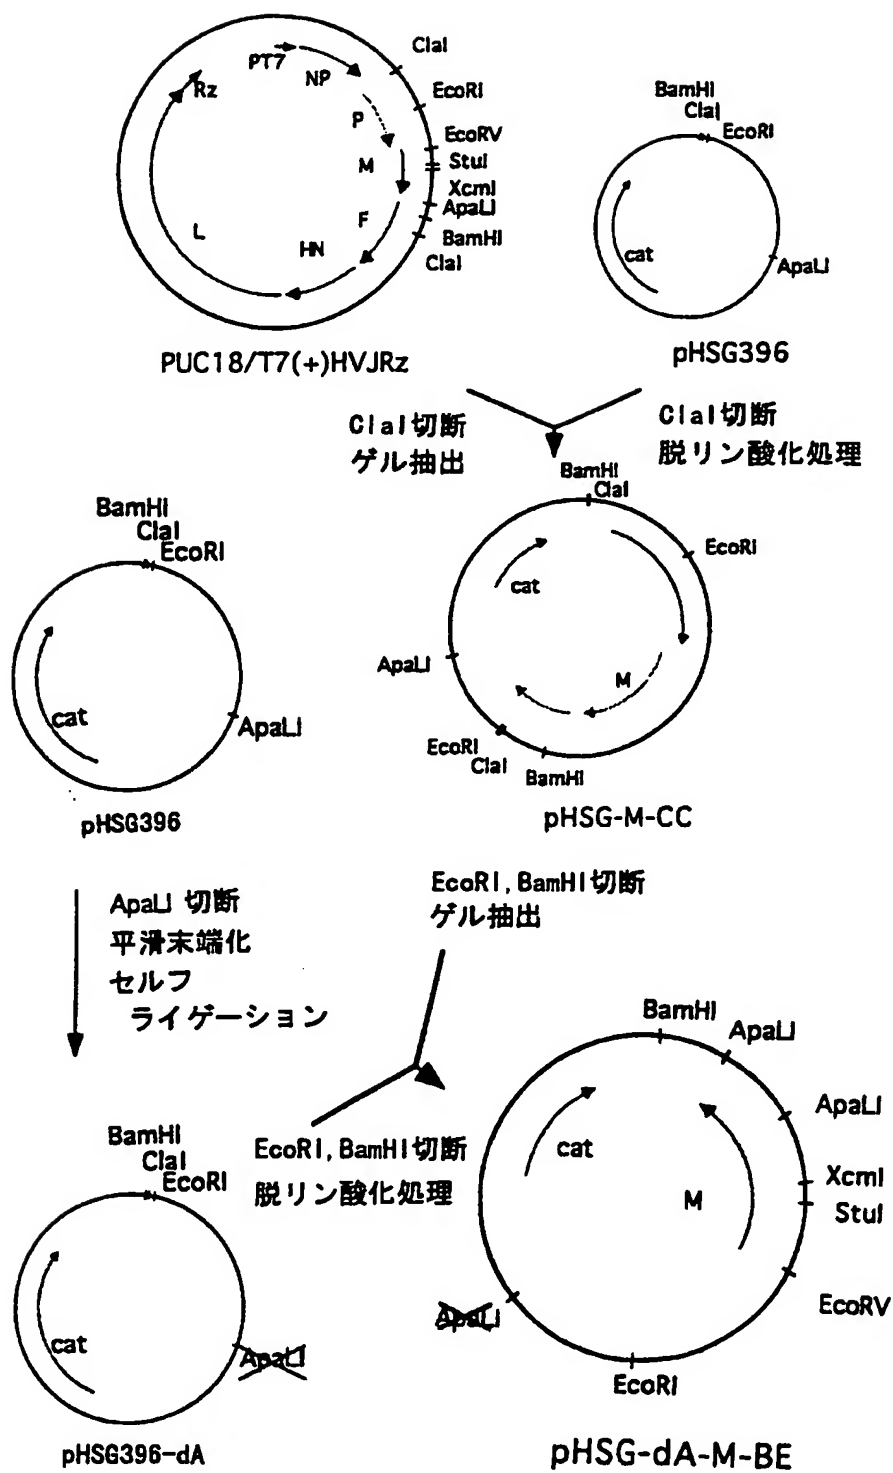 PT7
NP
ClaI
EcoRI
Rz
P
EcoRV
StuI
M
XcmI
ApaLI
F
BamHI
L
HN
ClaI
PUC18/T7(+)HVJRz
BamHI
ClaI
EcoRI
cat
ApaLI
pHSG396
ClaI切断
ゲル抽出
ClaI切断
脱リン酸化処理
BamHI
ClaI
EcoRI
cat
ApaLI
M
EcoRI
ClaI
BamHI
pHSG-M-CC
BamHI
ClaI
EcoRI
cat
ApaLI
pHSG396
ApaLI 切断
平滑末端化
セルフ
ライゲーション
EcoRI, BamHI切断
ゲル抽出
EcoRI, BamHI切断
脱リン酸化処理
BamHI
ClaI
EcoRI
cat
ApaLI
pHSG396-dA
BamHI
ApaLI
ApaLI
cat
XcmI
M
StuI
EcoRV
ApaLI
EcoRI
pHSG-dA-M-BE